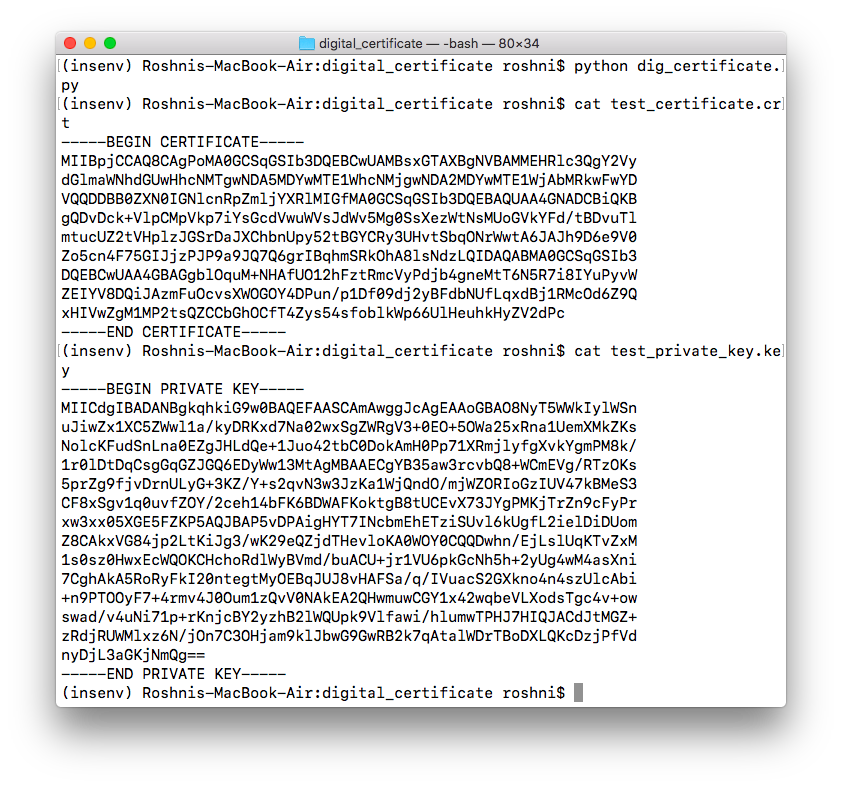 digital_certificate — -bash — 80×34
(insenv) Roshnis-MacBook-Air:digital_certificate roshni$ python dig_certificate.
py
(insenv) Roshnis-MacBook-Air:digital_certificate roshni$ cat test_certificate.cr
t
-----BEGIN CERTIFICATE-----
MIIBpjCCAQ8CAgPoMA0GCSqGSIb3DQEBCwUAMBsxGTAXBgNVBAMMEHRlc3QgY2Vy
dGlmaWNhdGUwHhcNMTgwNDA5MDYwMTE1WhcNMjgwNDA2MDYwMTE1WjAbMRkwFwYD
VQQDDBB0ZXN0IGNlcnRpZmljYXRlMIGfMA0GCSqGSIb3DQEBAQUAA4GNADCBiQKB
gQDvDck+VlpCMpVkp7iYsGcdVwuWVsJdWv5Mg0SsXezWtNsMUoGVkYFd/tBDvuTl
mtucUZ2tVHplzJGSrDaJXChbnUpy52tBGYCRy3UHvtSbqONrWwtA6JAJh9D6e9V0
Zo5cn4F75GIJjzPJP9a9JQ7Q6grIBqhmSRkOhA8lsNdzLQIDAQABMA0GCSqGSIb3
DQEBCwUAA4GBAGgblOquM+NHAfUO12hFztRmcVyPdjb4gneMtT6N5R7i8IYuPyvW
ZEIYV8DQiJAzmFuOcvsXWOGOY4DPun/p1Df09dj2yBFdbNUfLqxdBj1RMcOd6Z9Q
xHIVwZgM1MP2tsQZCCbGhOCfT4Zys54sfoblkWp66UlHeuhkHyZV2dPc
-----END CERTIFICATE-----
(insenv) Roshnis-MacBook-Air:digital_certificate roshni$ cat test_private_key.ke
y
-----BEGIN PRIVATE KEY-----
MIICdgIBADANBgkqhkiG9w0BAQEFAASCAmAwggJcAgEAAoGBAO8NyT5WWkIylWSn
uJiwZx1XC5ZWwl1a/kyDRKxd7Na02wxSgZWRgV3+0EO+5OWa25xRna1UemXMkZKs
NolcKFudSnLna0EZgJHLdQe+1Juo42tbC0DokAmH0Pp71XRmjlyfgXvkYgmPM8k/
1r0lDtDqCsgGqGZJGQ6EDyWw13MtAgMBAAECgYB35aw3rcvbQ8+WCmEVg/RTzOKs
5prZg9fjvDrnULyG+3KZ/Y+s2qvN3w3JzKa1WjQndO/mjWZORIoGzIUV47kBMeS3
CF8xSgv1q0uvfZOY/2ceh14bFK6BDWAFKoktgB8tUCEvX73JYgPMKjTrZn9cFyPr
xw3xx05XGE5FZKP5AQJBAP5vDPAigHYT7INcbmEhETziSUvl6kUgfL2ielDiDUom
Z8CAkxVG84jp2LtKiJg3/wK29eQZjdTHevloKA0WOY0CQQDwhn/EjLslUqKTvZxM
1s0sz0HwxEcWQOKCHchoRdlWyBVmd/buACU+jr1VU6pkGcNh5h+2yUg4wM4asXni
7CghAkA5RoRyFkI20ntegtMyOEBqJUJ8vHAFSa/q/IVuacS2GXkno4n4szUlcAbi
+n9PTOOyF7+4rmv4J0Oum1zQvV0NAkEA2QHwmuwCGY1x42wqbeVLXodsTgc4v+ow
swad/v4uNi71p+rKnjcBY2yzhB2lWQUpk9Vlfawi/hlumwTPHJ7HIQJACdJtMGZ+
zRdjRUWMlxz6N/jOn7C3OHjam9klJbwG9GwRB2k7qAtalWDrTBoDXLQKcDzjPfVd
nyDjL3aGKjNmQg==
-----END PRIVATE KEY-----
(insenv) Roshnis-MacBook-Air:digital_certificate roshni$